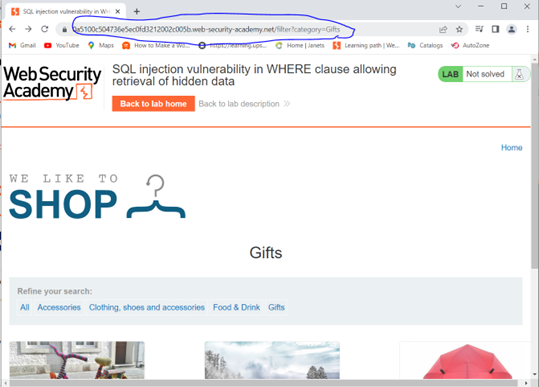 SQL injection vulnerability in WH
0a5100c504736e5ec0fd3212002c005b.web-security-academy.net/filter?category=Gifts
Gmail YouTube Maps How to Make a Wo... learning.ups... Home | Janets Learning path | We... Catalogs AutoZone
WebSecurity
Academy
SQL injection vulnerability in WHERE clause allowing
retrieval of hidden data
LAB Not solved
Back to lab home Back to lab description
Home
WE LIKE TO
SHOP
Gifts
Refine your search:
All Accessories Clothing, shoes and accessories Food & Drink Gifts